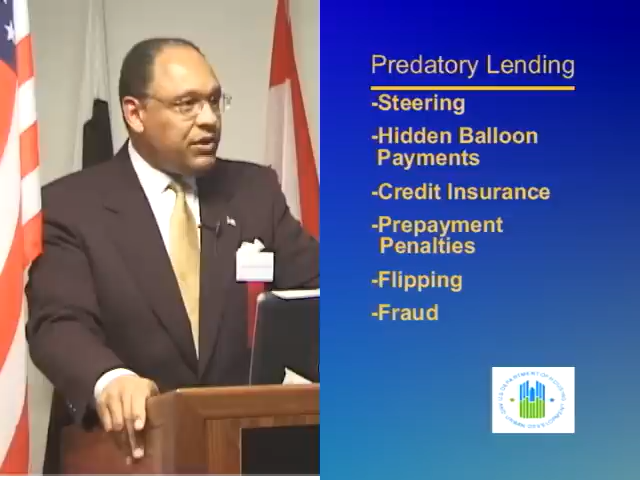 Predatory Lending
-Steering
-Hidden Balloon
Payments
-Credit Insurance
-Prepayment
Penalties
-Flipping
-Fraud